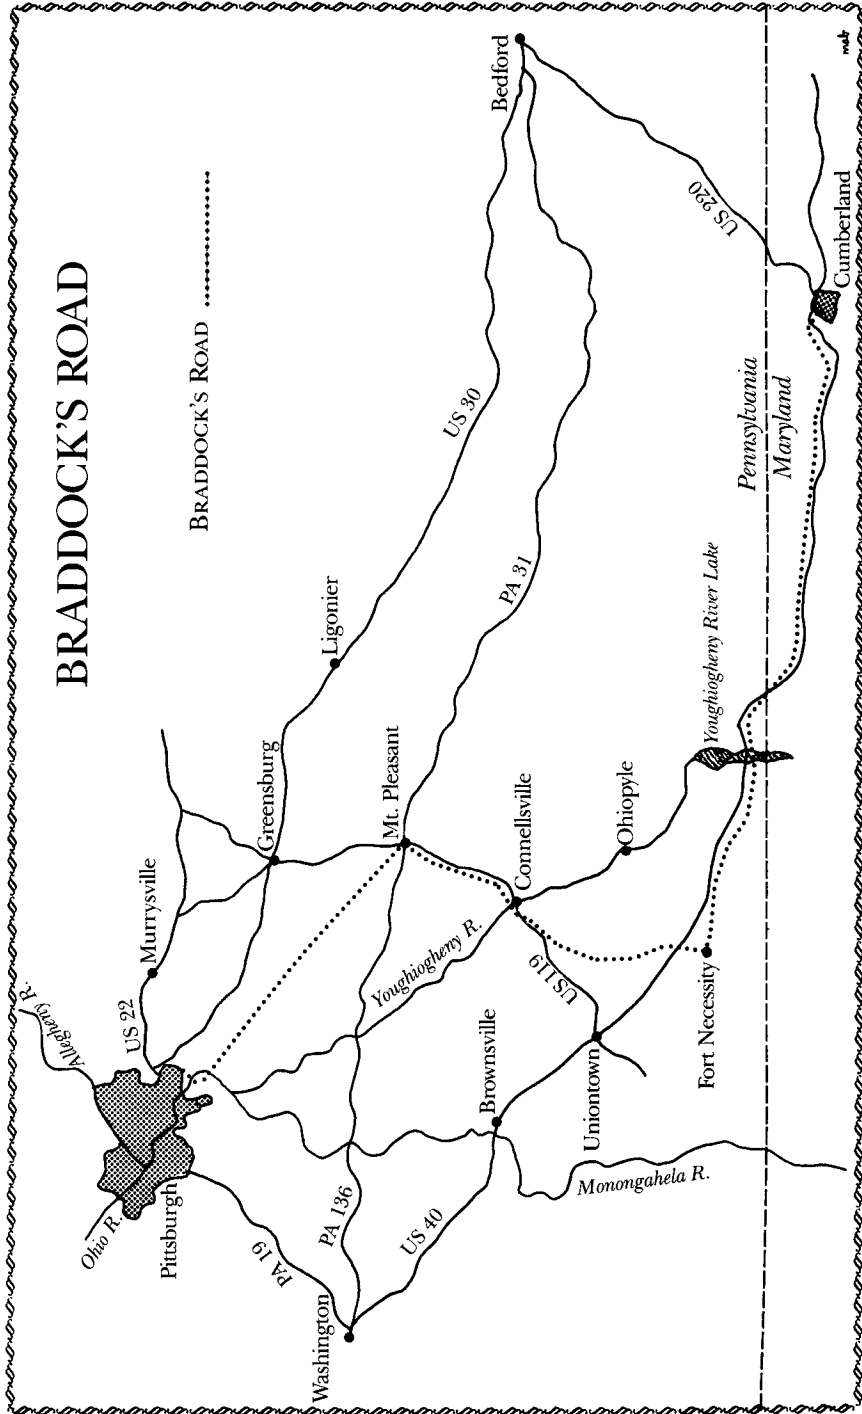 BRADDOCK'S ROAD
BRADDOCK'S ROAD
Allegheny R.
Murrysville
US 22
Ohio R.
Pittsburgh
Greensburg
Ligonier
US 30
Bedford
PA 19
PA 136
Washington
Mt. Pleasant
PA 31
Youghiogheny R.
Connellsville
US 119
US 40
Brownsville
Ohiopyle
Uniontown
Monongahela R.
Fort Necessity
Youghiogheny River Lake
US 220
Pennsylvania
Maryland
Cumberland
mab